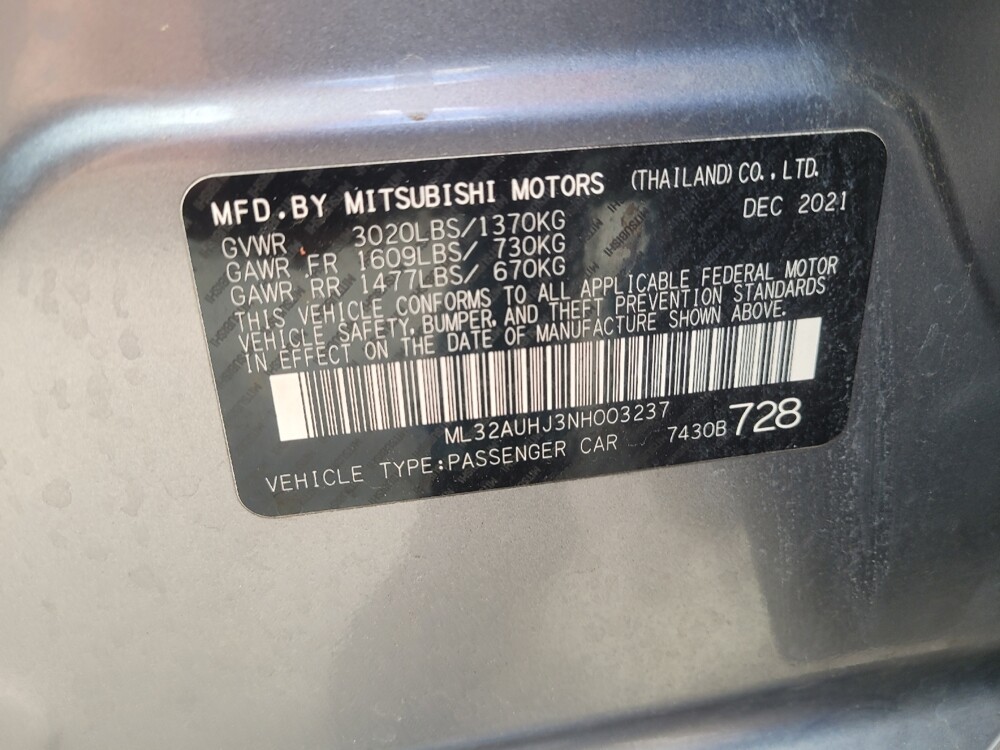 MFD.BY MITSUBISHI MOTORS (THAILAND) CO.,LTD.
DEC 2021
GVWR 3020LBS/1370KG
GAWR FR 1609LBS/ 730KG
GAWR RR 1477LBS/ 670KG
THIS VEHICLE CONFORMS TO ALL APPLICABLE FEDERAL MOTOR
VEHICLE SAFETY, BUMPER, AND THEFT PREVENTION STANDARDS
IN EFFECT ON THE DATE OF MANUFACTURE SHOWN ABOVE.
ML32AUHJ3NH003237
VEHICLE TYPE:PASSENGER CAR 7430B 728